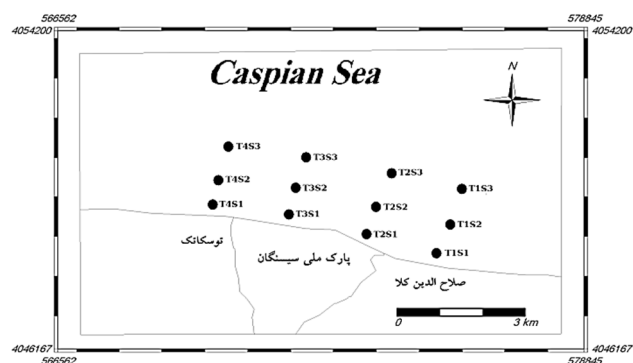 566562 578845
4054200 4054200
Caspian Sea
N
T4S3
T3S3
T2S3
T4S2
T3S2
T1S3
T4S1
T3S1
T2S2
T1S2
T2S1
T1S1
توسکاتک
پارک ملی سیسنگان
صلاح الدین کلا
0 3 km
4046167 4046167
566562 578845